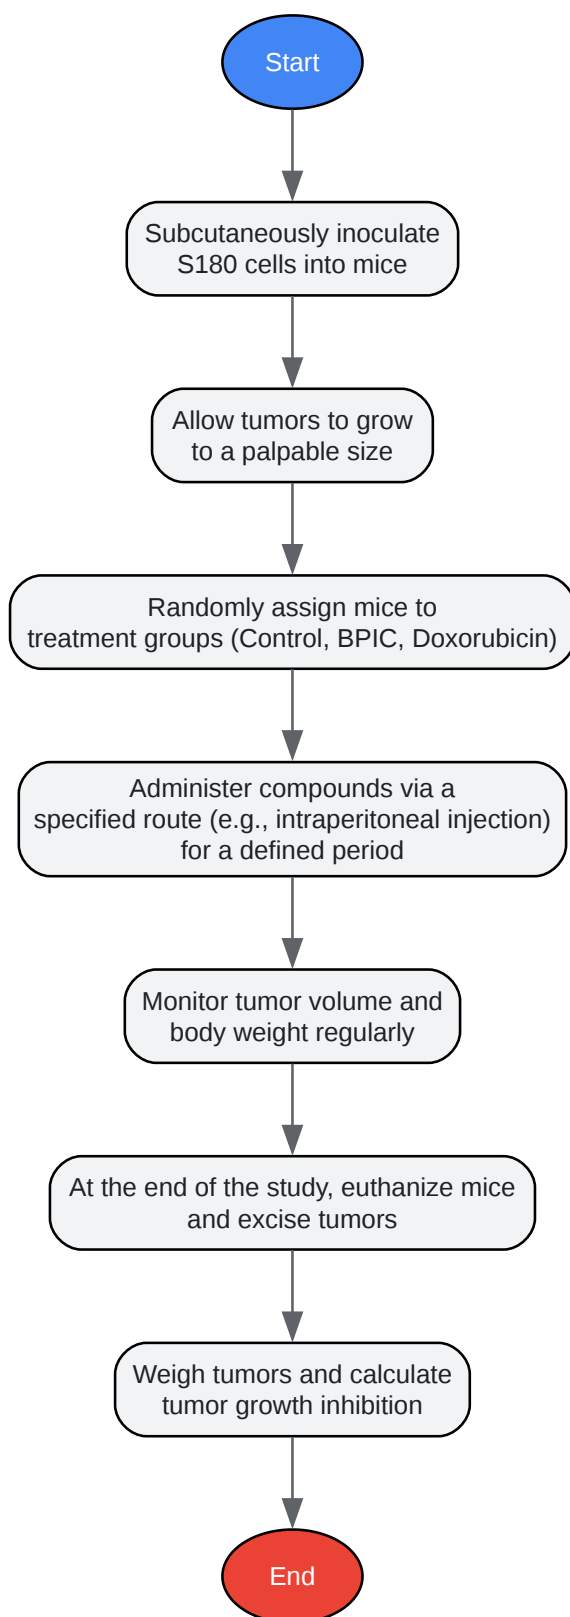 Start
Subcutaneously inoculate
S180 cells into mice
Allow tumors to grow
to a palpable size
Randomly assign mice to
treatment groups (Control, BPIC, Doxorubicin)
Administer compounds via a
specified route (e.g., intraperitoneal injection)
for a defined period
Monitor tumor volume and
body weight regularly
At the end of the study, euthanize mice
and excise tumors
Weigh tumors and calculate
tumor growth inhibition
End